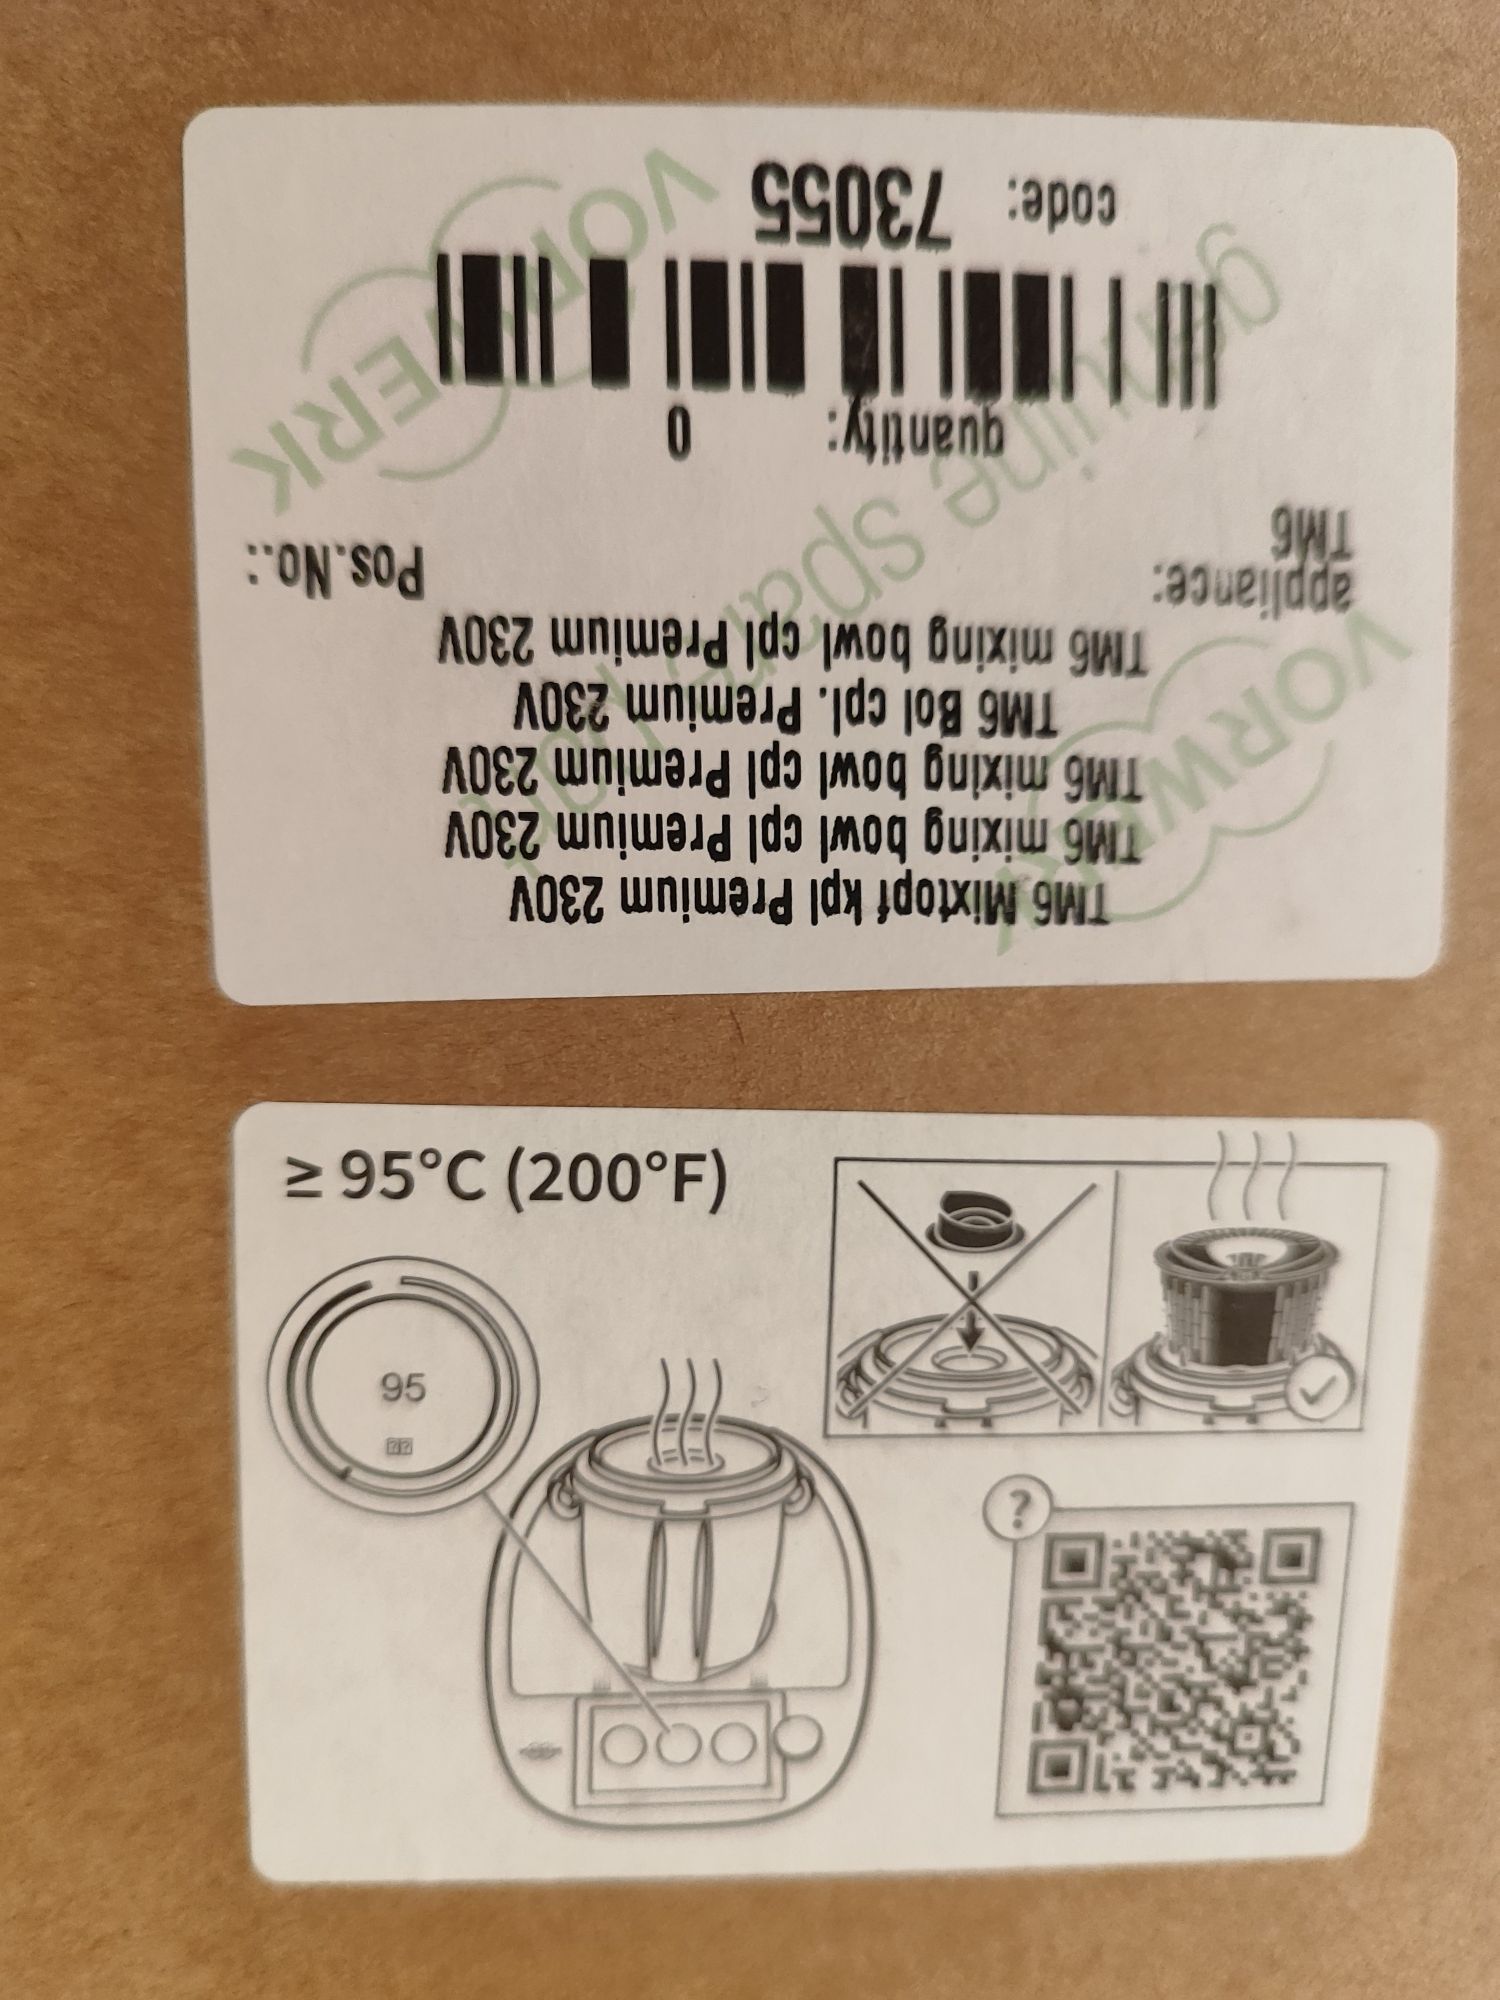 TM6 Mixtopf kpl Premium 230V
TM6 mixing bowl cpl Premium 230V
TM6 mixing bowl cpl Premium 230V
TM6 Bol cpl. Premium 230V
TM6 mixing bowl cpl Premium 230V
appliance:
TM6
Pos.No.:
quantity: 0
code: 73055
VORWERK
genuine spare part
VORWERK
≥ 95°C (200°F)
95
?